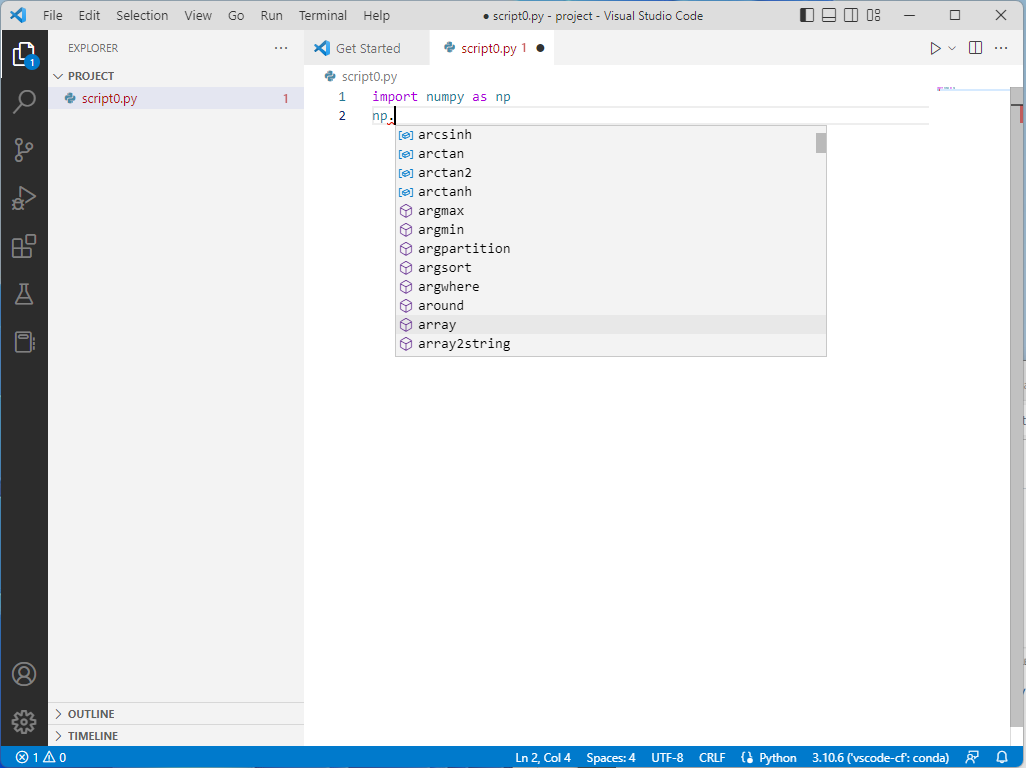 File Edit Selection View Go Run Terminal Help ● script0.py - project - Visual Studio Code
EXPLORER
PROJECT
script0.py 1
OUTLINE
TIMELINE
1
Get Started script0.py 1
script0.py
1 import numpy as np
2 np.
arcsinh
arctan
arctan2
arctanh
argmax
argmin
argpartition
argsort
argwhere
around
array
array2string
1 0 Ln 2, Col 4 Spaces: 4 UTF-8 CRLF Python 3.10.6 ('vscode-cf': conda)